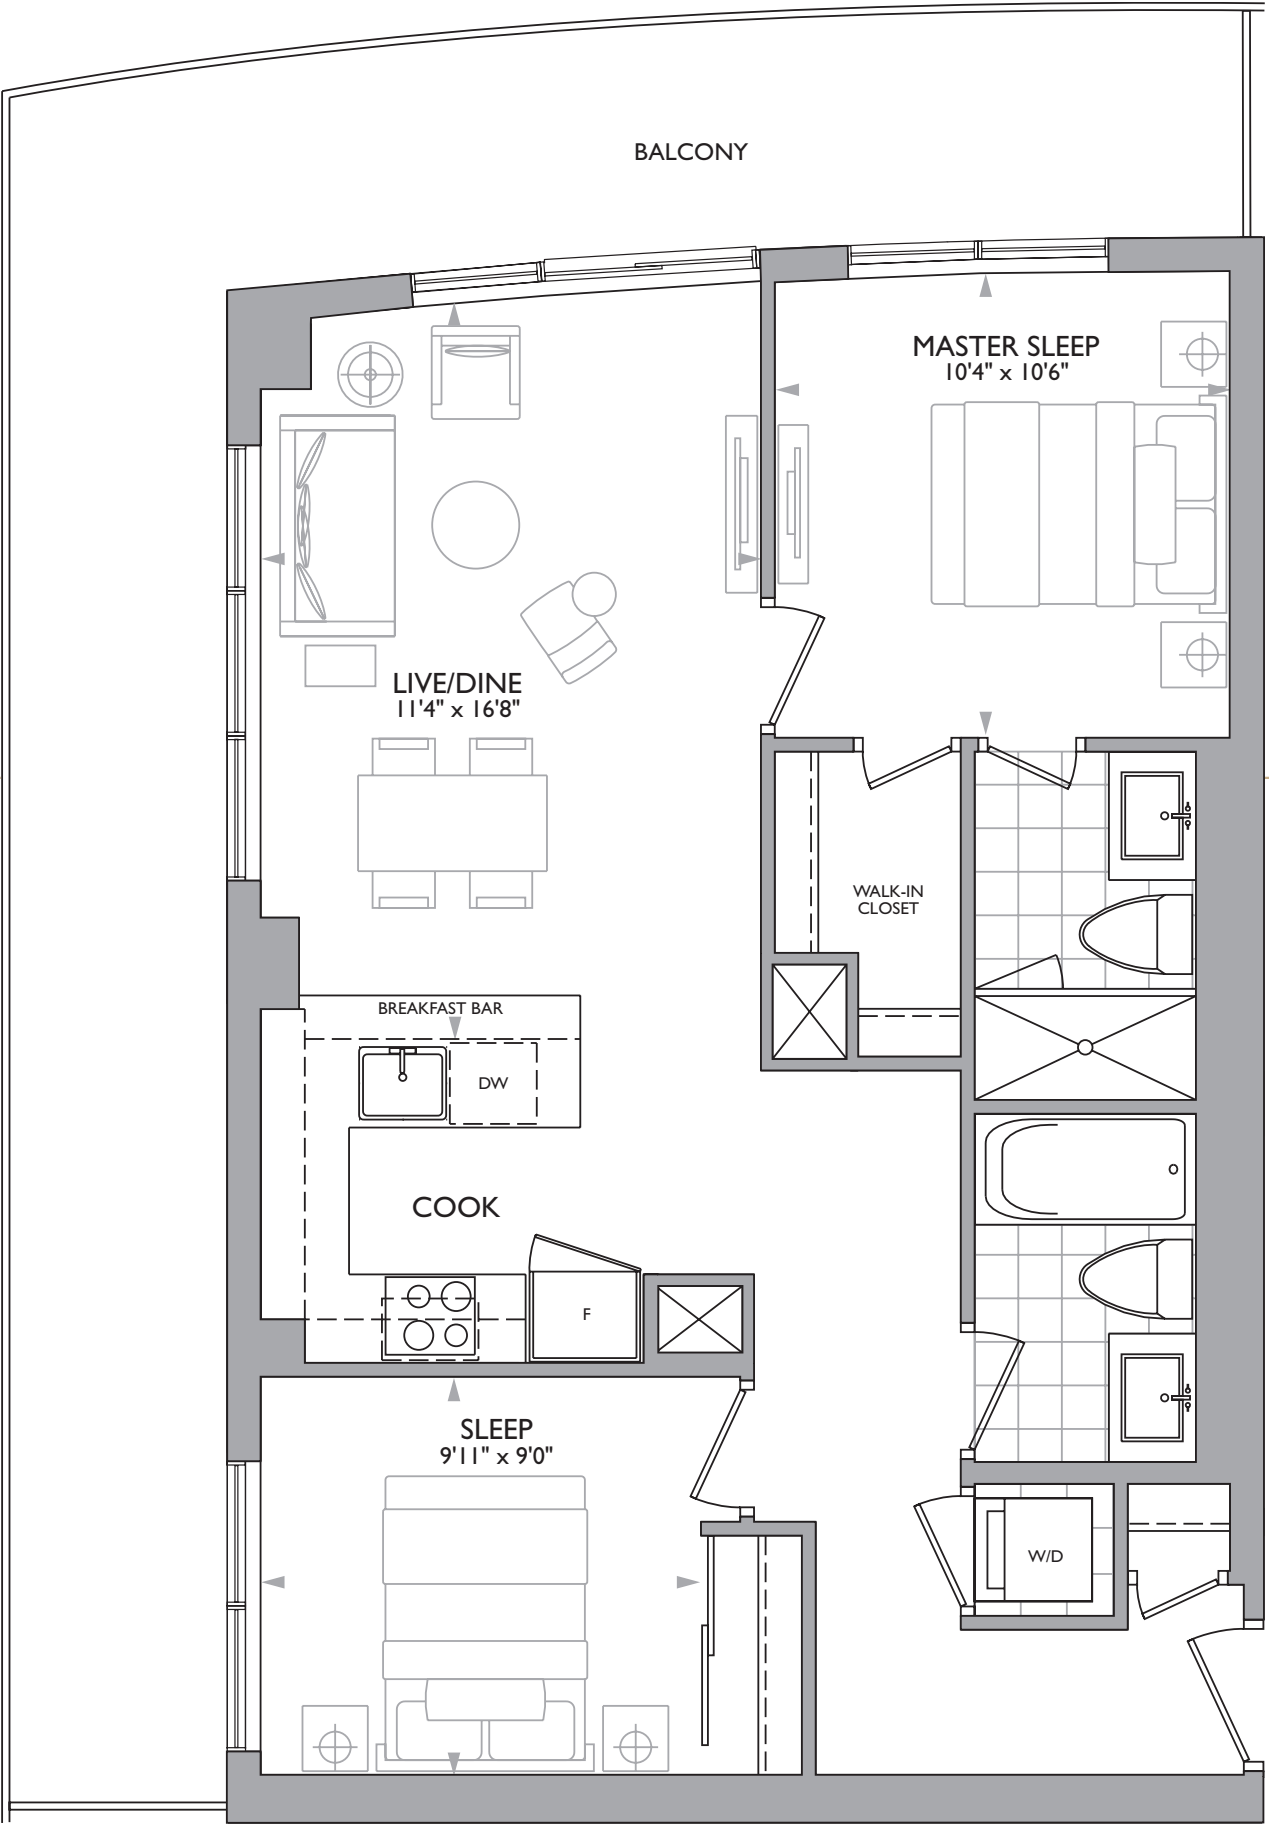 BALCONY
MASTER SLEEP
10'4" x 10'6"
LIVE/DINE
11'4" x 16'8"
WALK-IN
CLOSET
BREAKFAST BAR
DW
COOK
F
SLEEP
9'11" x 9'0"
W/D